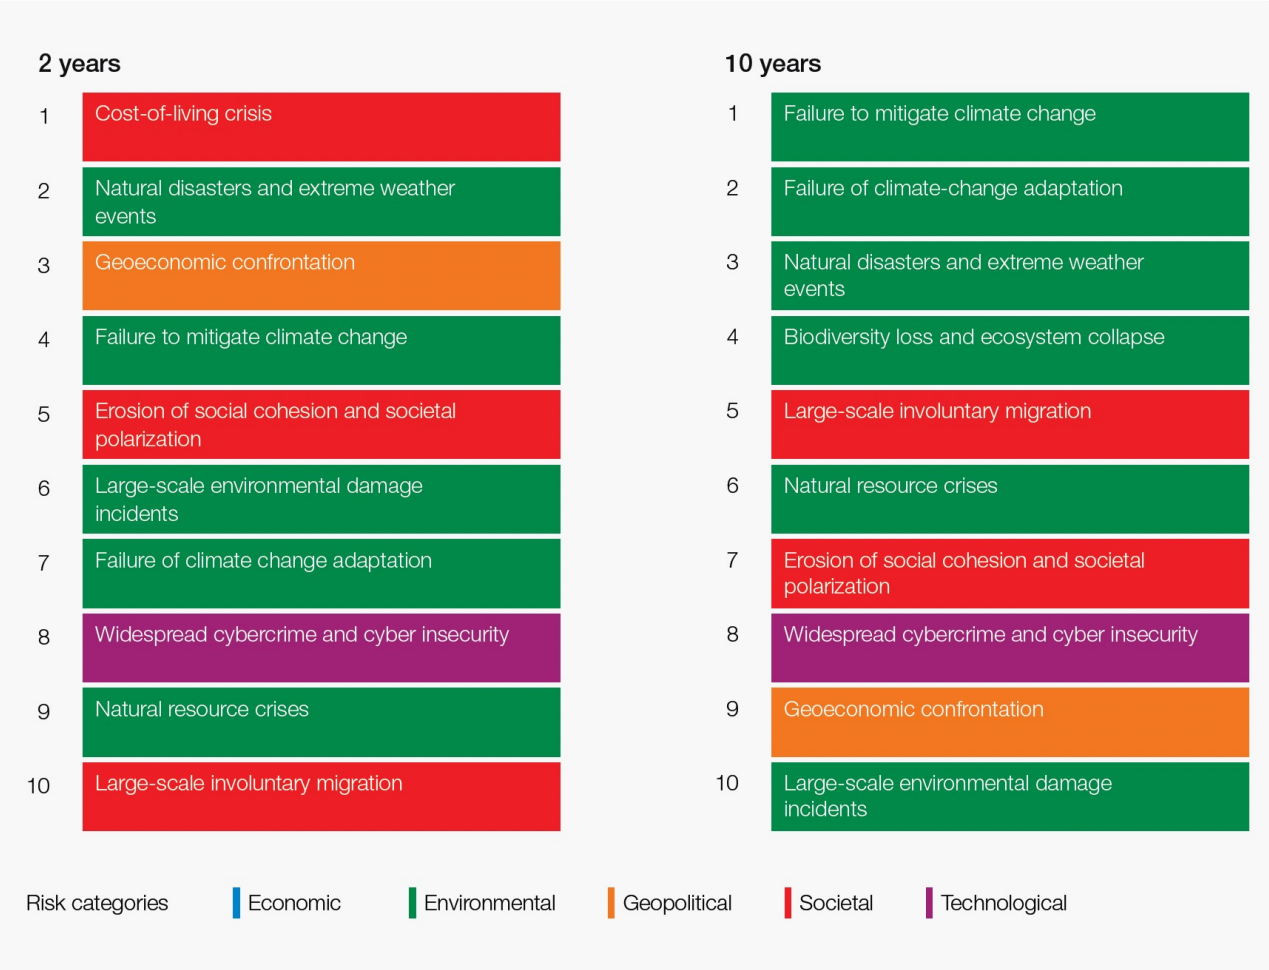 2 years
1
Cost-of-living crisis
2
Natural disasters and extreme weather
events
3
Geoeconomic confrontation
4
Failure to mitigate climate change
5
Erosion of social cohesion and societal
polarization
6
Large-scale environmental damage
incidents
7
Failure of climate change adaptation
8
Widespread cybercrime and cyber insecurity
9
Natural resource crises
10
Large-scale involuntary migration
10 years
1
Failure to mitigate climate change
2
Failure of climate-change adaptation
3
Natural disasters and extreme weather
events
4
Biodiversity loss and ecosystem collapse
5
Large-scale involuntary migration
6
Natural resource crises
7
Erosion of social cohesion and societal
polarization
8
Widespread cybercrime and cyber insecurity
9
Geoeconomic confrontation
10
Large-scale environmental damage
incidents
Risk categories Economic Environmental Geopolitical Societal Technological